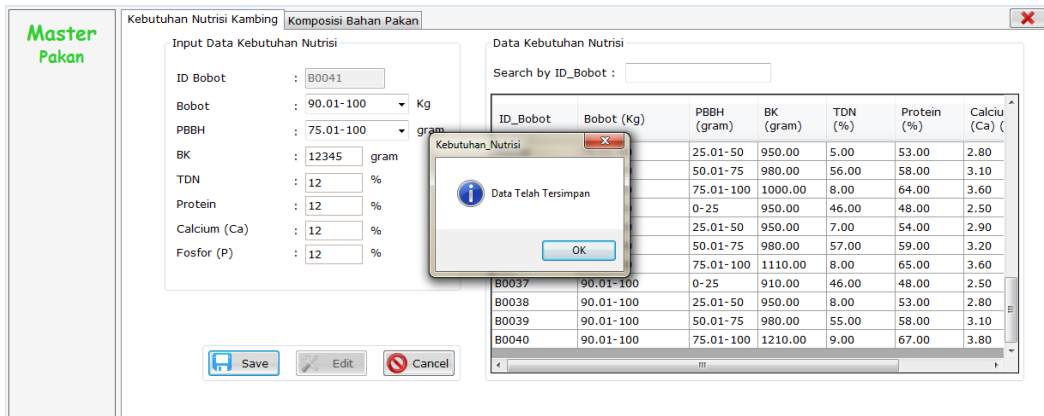 Master
Pakan
Kebutuhan Nutrisi Kambing
Komposisi Bahan Pakan
Input Data Kebutuhan Nutrisi
ID Bobot : B0041
Bobot : 90.01-100 Kg
PBBH : 75.01-100 gram
BK : 12345 gram
TDN : 12 %
Protein : 12 %
Calcium (Ca) : 12 %
Fosfor (P) : 12 %
Save
Edit
Cancel
Data Kebutuhan Nutrisi
Search by ID_Bobot :
ID_Bobot Bobot (Kg) PBBH (gram) BK (gram) TDN (%) Protein (%) Calciu (Ca) (
25.01-50 950.00 5.00 53.00 2.80
50.01-75 980.00 56.00 58.00 3.10
75.01-100 1000.00 8.00 64.00 3.60
0-25 950.00 46.00 48.00 2.50
25.01-50 950.00 7.00 54.00 2.90
50.01-75 980.00 57.00 59.00 3.20
75.01-100 1110.00 8.00 65.00 3.60
B0037 90.01-100 0-25 910.00 46.00 48.00 2.50
B0038 90.01-100 25.01-50 950.00 8.00 53.00 2.80
B0039 90.01-100 50.01-75 980.00 55.00 58.00 3.10
B0040 90.01-100 75.01-100 1210.00 9.00 67.00 3.80
Kebutuhan_Nutrisi
Data Telah Tersimpan
OK